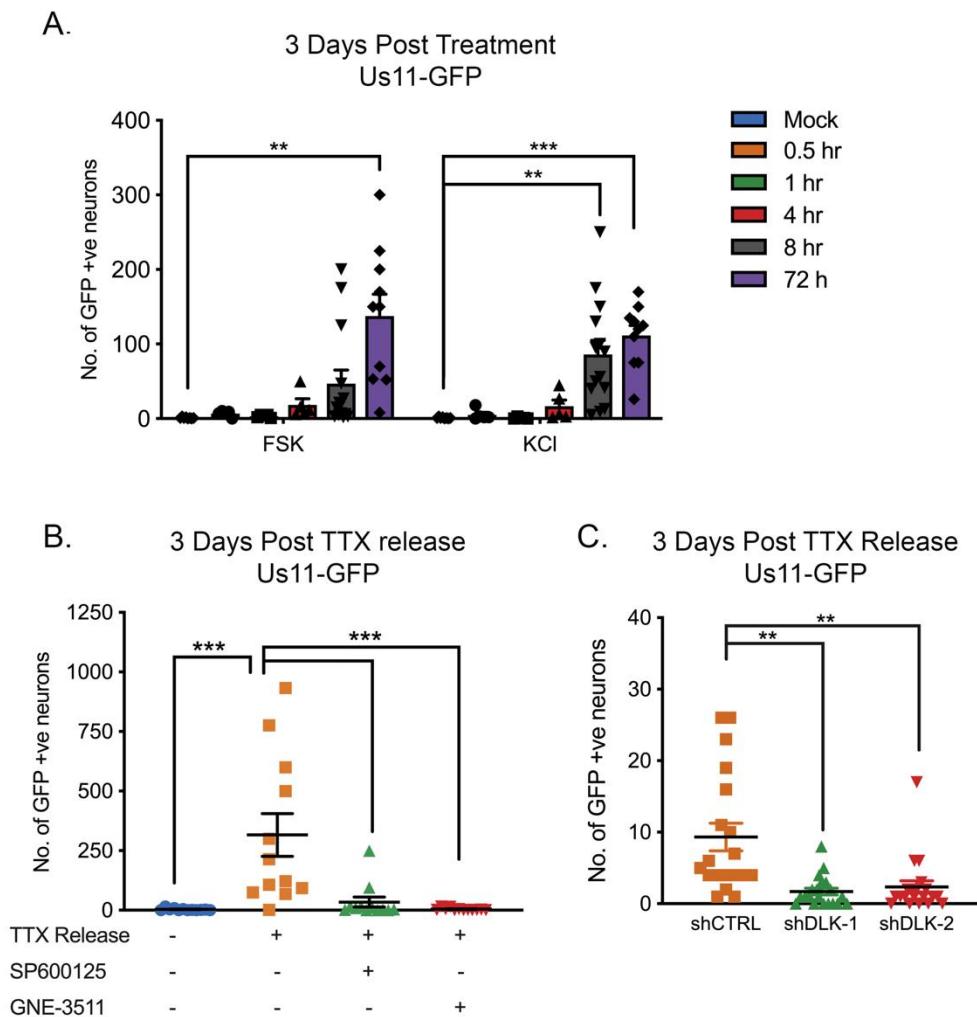 A.
3 Days Post Treatment
Us11-GFP
No. of GFP +ve neurons
400
300
200
100
0
**
***
**
FSK
KCl
Mock
0.5 hr
1 hr
4 hr
8 hr
72 h
B.
3 Days Post TTX release
Us11-GFP
No. of GFP +ve neurons
1250
1000
750
500
250
0
***
***
TTX Release - + + +
SP600125 - - + -
GNE-3511 - - - +
C.
3 Days Post TTX Release
Us11-GFP
No. of GFP +ve neurons
40
30
20
10
0
**
**
shCTRL shDLK-1 shDLK-2